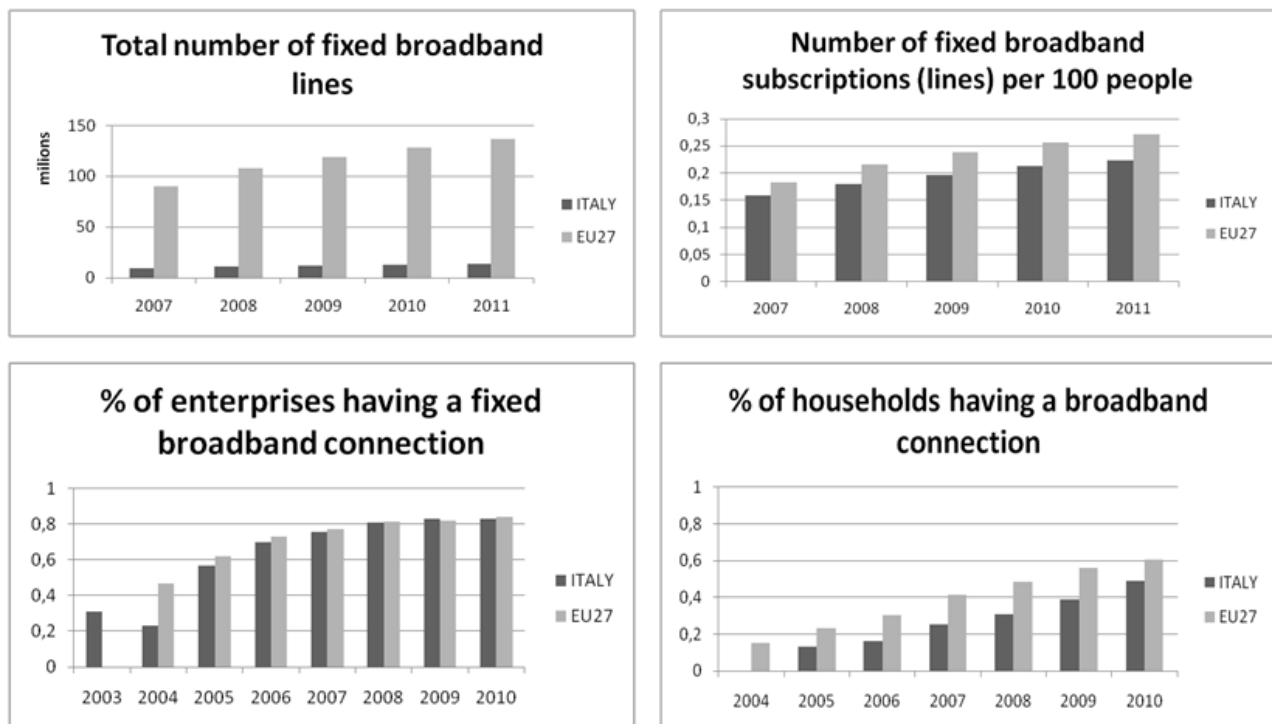 Total number of fixed broadband
lines
milions
150
100
50
0
2007 2008 2009 2010 2011
ITALY
EU27
Number of fixed broadband
subscriptions (lines) per 100 people
0,3
0,25
0,2
0,15
0,1
0,05
0
2007 2008 2009 2010 2011
ITALY
EU27
% of enterprises having a fixed
broadband connection
1
0,8
0,6
0,4
0,2
0
2003 2004 2005 2006 2007 2008 2009 2010
ITALY
EU27
% of households having a broadband
connection
1
0,8
0,6
0,4
0,2
0
2004 2005 2006 2007 2008 2009 2010
ITALY
EU27